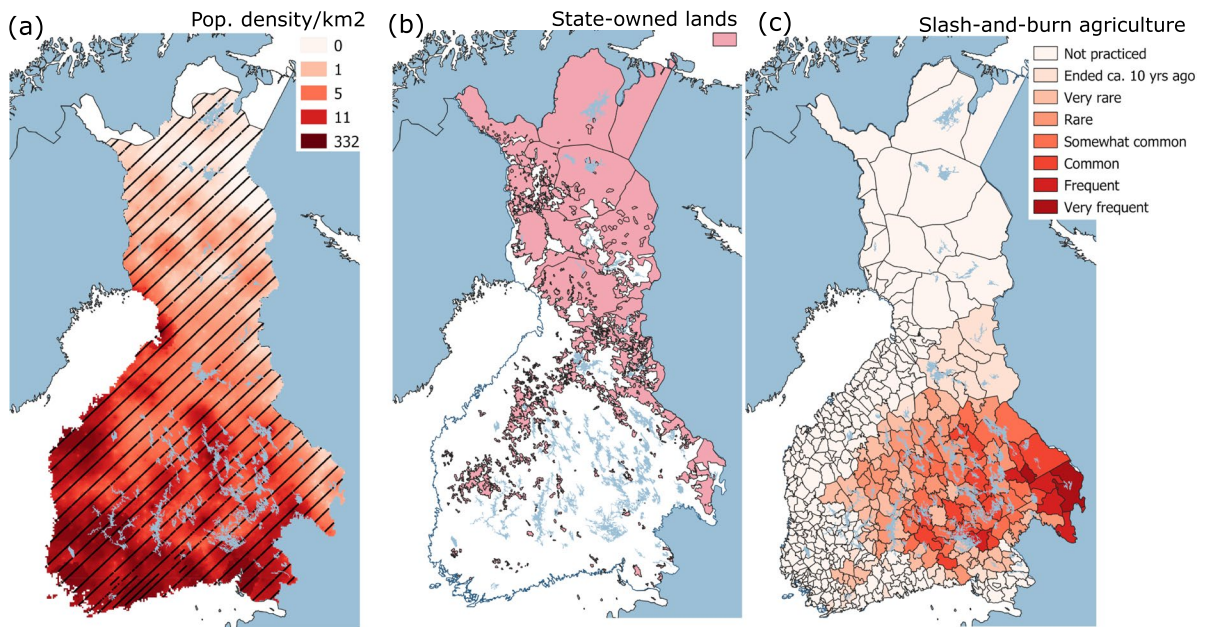 (a)
Pop. density/km2
0
1
5
11
332
(b)
State-owned lands
(c)
Slash-and-burn agriculture
Not practiced
Ended ca. 10 yrs ago
Very rare
Rare
Somewhat common
Common
Frequent
Very frequent